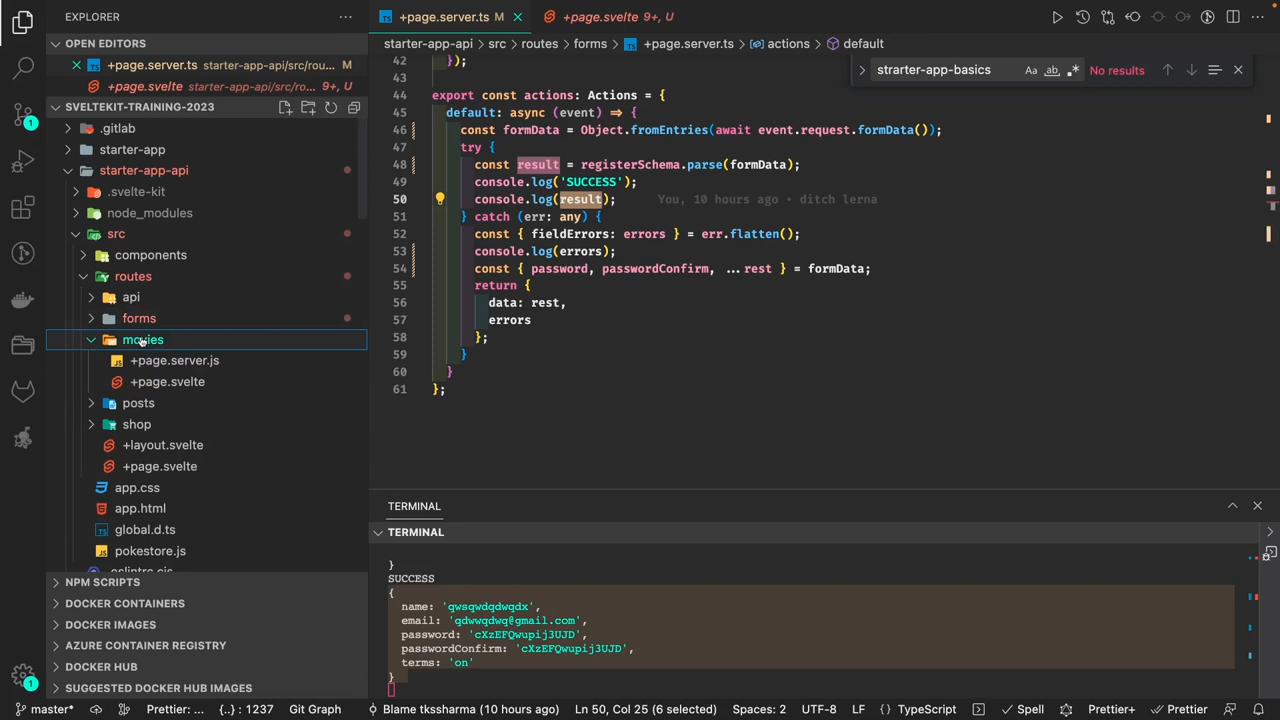 EXPLORER
OPEN EDITORS
+page.server.ts starter-app-api/src/rou... M
+page.svelte starter-app-api/src/ro... 9+, U
SVELTEKIT-TRAINING-2023
.gitlab
starter-app
starter-app-api
.svelte-kit
node_modules
src
components
routes
api
forms
movies
+page.server.js
+page.svelte
posts
shop
+layout.svelte
+page.svelte
app.css
app.html
global.d.ts
pokestore.js
.eslintrc.cjs
NPM SCRIPTS
DOCKER CONTAINERS
DOCKER IMAGES
AZURE CONTAINER REGISTRY
DOCKER HUB
SUGGESTED DOCKER HUB IMAGES
1
1
+page.server.ts M
+page.svelte 9+, U
starter-app-api > src > routes > forms > +page.server.ts > actions > default
strarter-app-basics Aa ab .* No results
42 });
43
44 export const actions: Actions = {
45 default: async (event) => {
46 const formData = Object.fromEntries(await event.request.formData());
47 try {
48 const result = registerSchema.parse(formData);
49 console.log('SUCCESS');
50 console.log(result); You, 10 hours ago • ditch lerna
51 } catch (err: any) {
52 const { fieldErrors: errors } = err.flatten();
53 console.log(errors);
54 const { password, passwordConfirm, ...rest } = formData;
55 return {
56 data: rest,
57 errors
58 };
59 }
60 }
61 };
TERMINAL
TERMINAL
}
SUCCESS
{
name: 'qwsqwdqdwqdx',
email: 'qdwwqdwq@gmail.com',
password: 'cXzEFQwupij3UJD',
passwordConfirm: 'cXzEFQwupij3UJD',
terms: 'on'
}
master* Prettier: ... {..} : 1237 Git Graph Blame tkssharma (10 hours ago) Ln 50, Col 25 (6 selected) Spaces: 2 UTF-8 LF {} TypeScript Spell Prettier+ Prettier